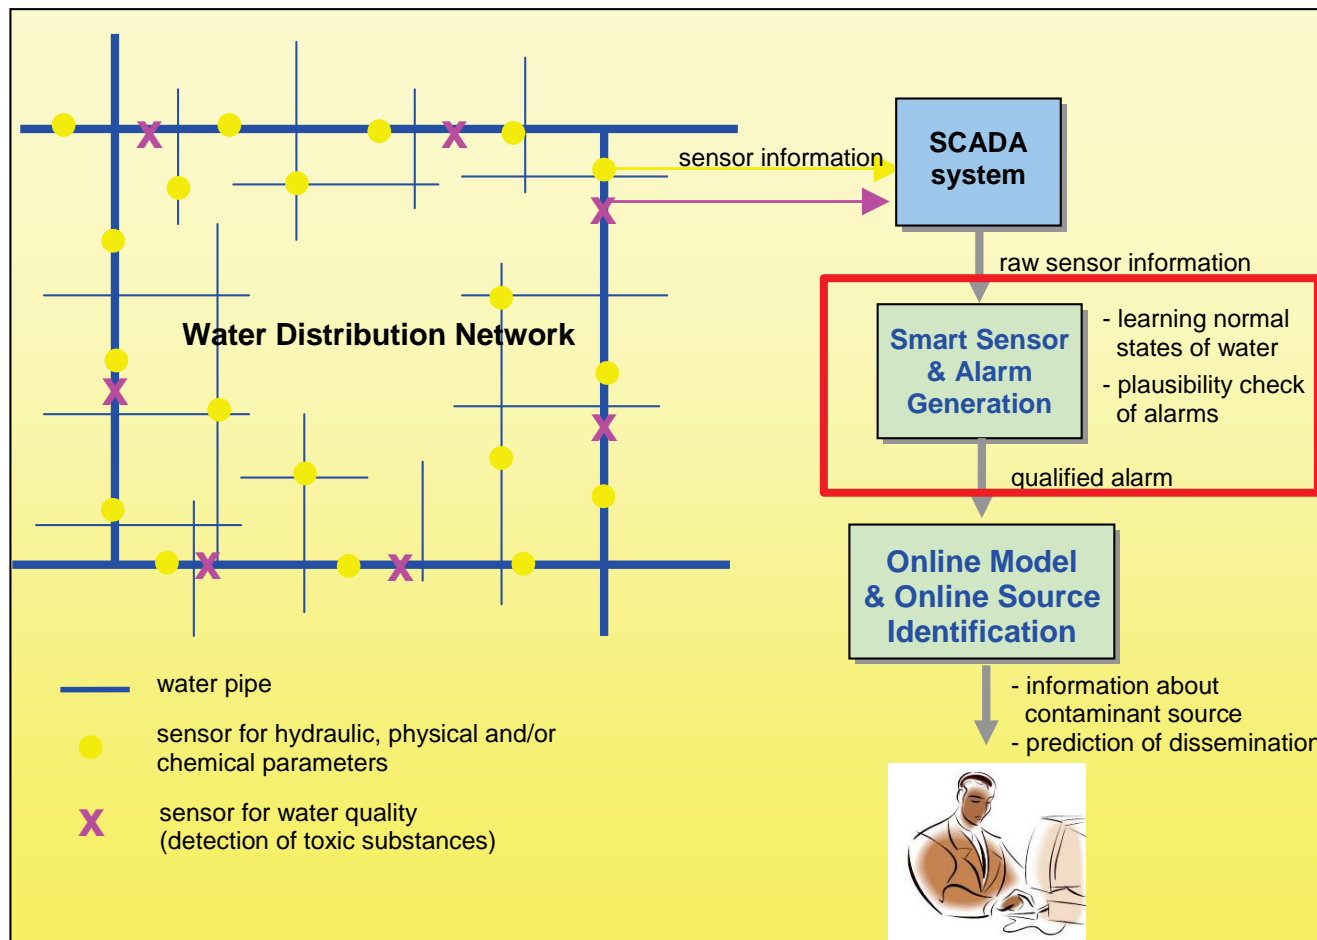 sensor information
SCADA
system
raw sensor information
Water Distribution Network
Smart Sensor
& Alarm
Generation
- learning normal
states of water
- plausibility check
of alarms
qualified alarm
Online Model
& Online Source
Identification
- information about
contaminant source
- prediction of dissemination
water pipe
sensor for hydraulic, physical and/or
chemical parameters
X
sensor for water quality
(detection of toxic substances)